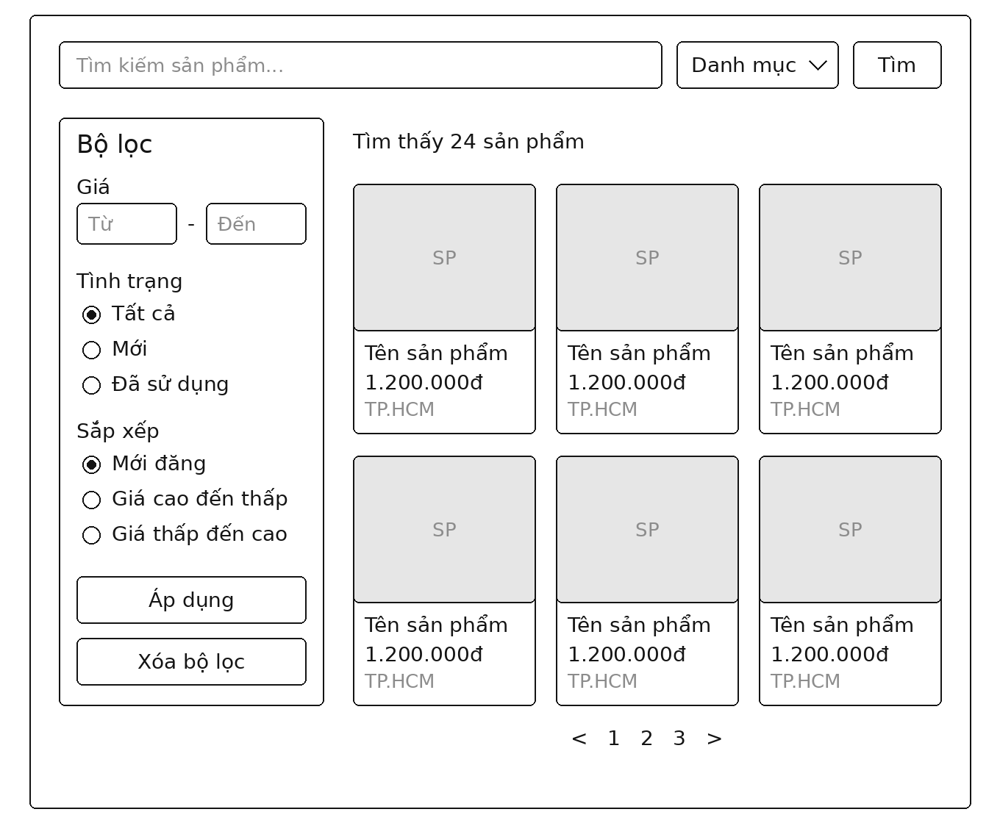 Tìm kiếm sản phẩm...
Danh mục
Tìm
Bộ lọc
Giá
Từ - Đến
Tình trạng
Tất cả
Mới
Đã sử dụng
Sắp xếp
Mới đăng
Giá cao đến thấp
Giá thấp đến cao
Áp dụng
Xóa bộ lọc
Tìm thấy 24 sản phẩm
SP
Tên sản phẩm
1.200.000đ
TP.HCM
SP
Tên sản phẩm
1.200.000đ
TP.HCM
SP
Tên sản phẩm
1.200.000đ
TP.HCM
SP
Tên sản phẩm
1.200.000đ
TP.HCM
SP
Tên sản phẩm
1.200.000đ
TP.HCM
SP
Tên sản phẩm
1.200.000đ
TP.HCM
< 1 2 3 >